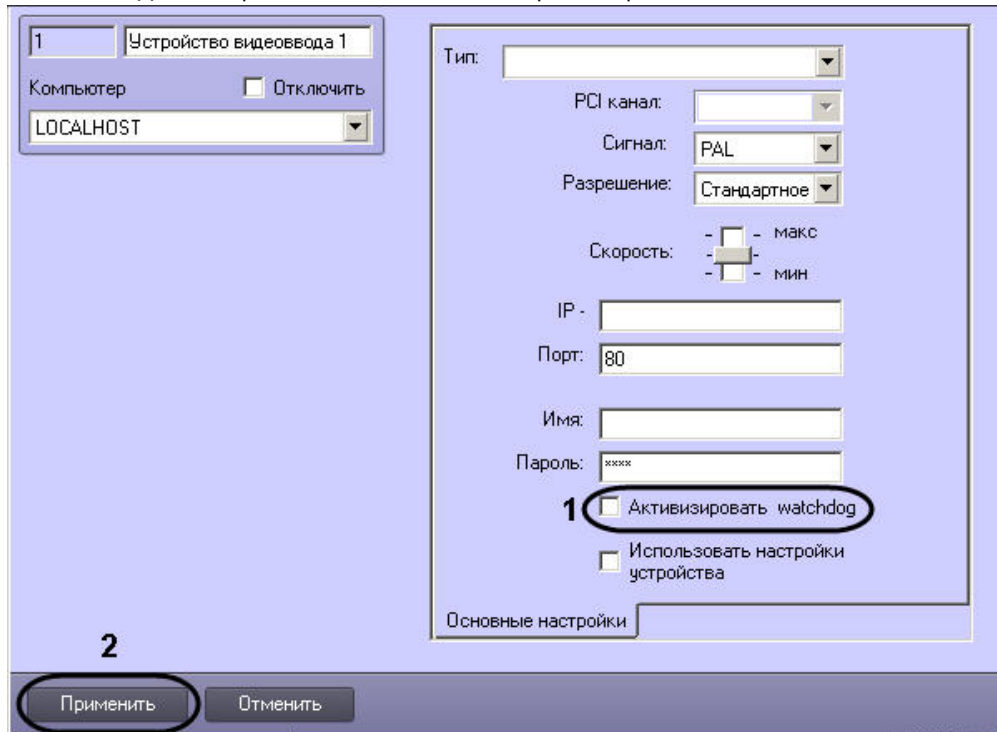 1 Устройство видеоввода 1
Компьютер Отключить
LOCALHOST
Тип:
PCI канал:
Сигнал: PAL
Разрешение: Стандартное
Скорость: макс
мин
IP -
Порт: 80
Имя:
Пароль: ****
1 Активизировать watchdog
Использовать настройки
устройства
Основные настройки
2
Применить Отменить